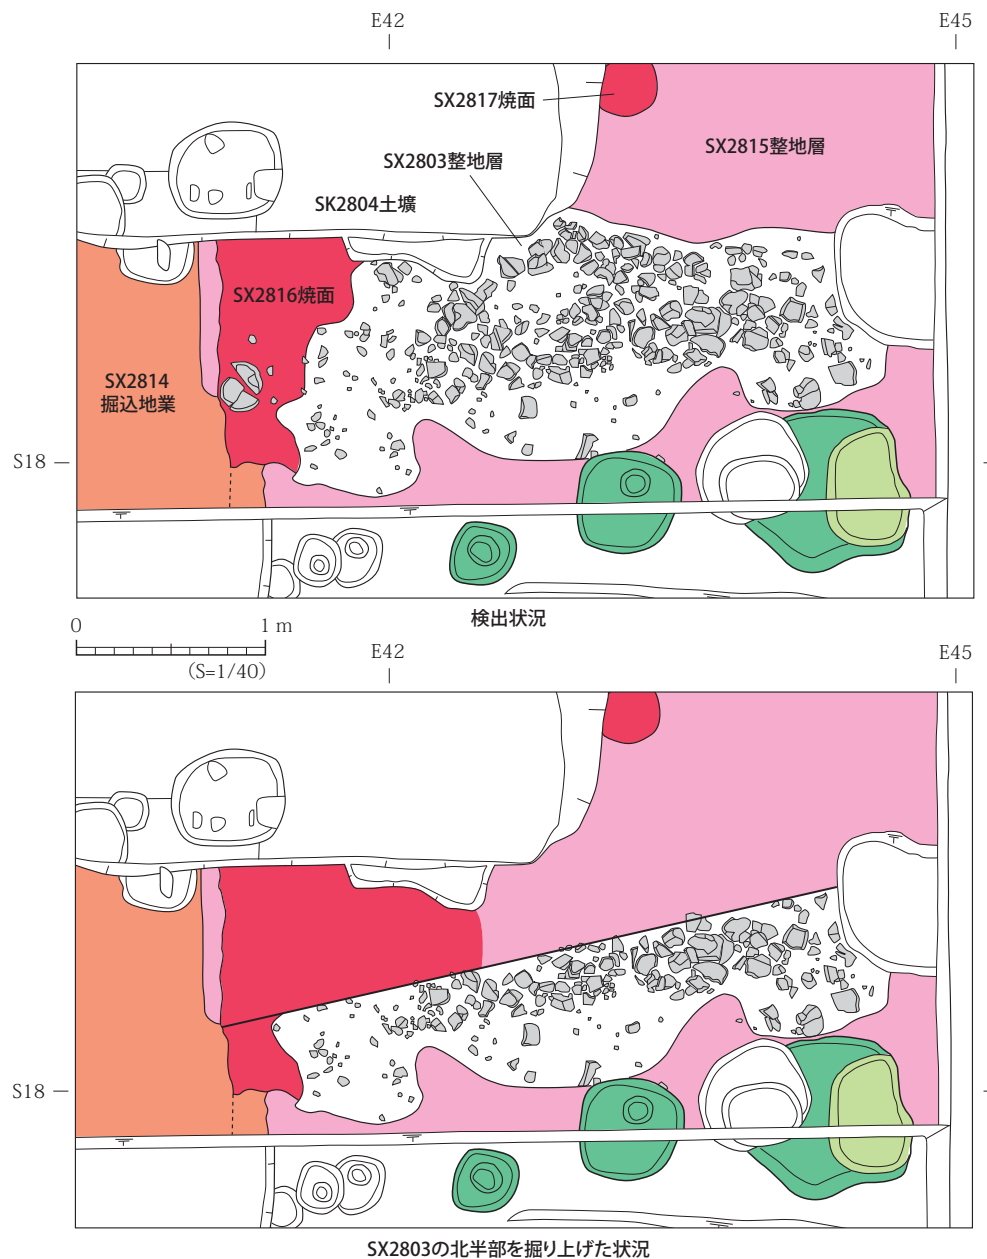 E42
E45
SX2817焼面
SX2815整地層
SX2803整地層
SK2804土壙
SX2816焼面
SX2814
掘込地業
S18
検出状況
0 1 m
(S=1/40)
E42
E45
S18
SX2803の北半部を掘り上げた状況